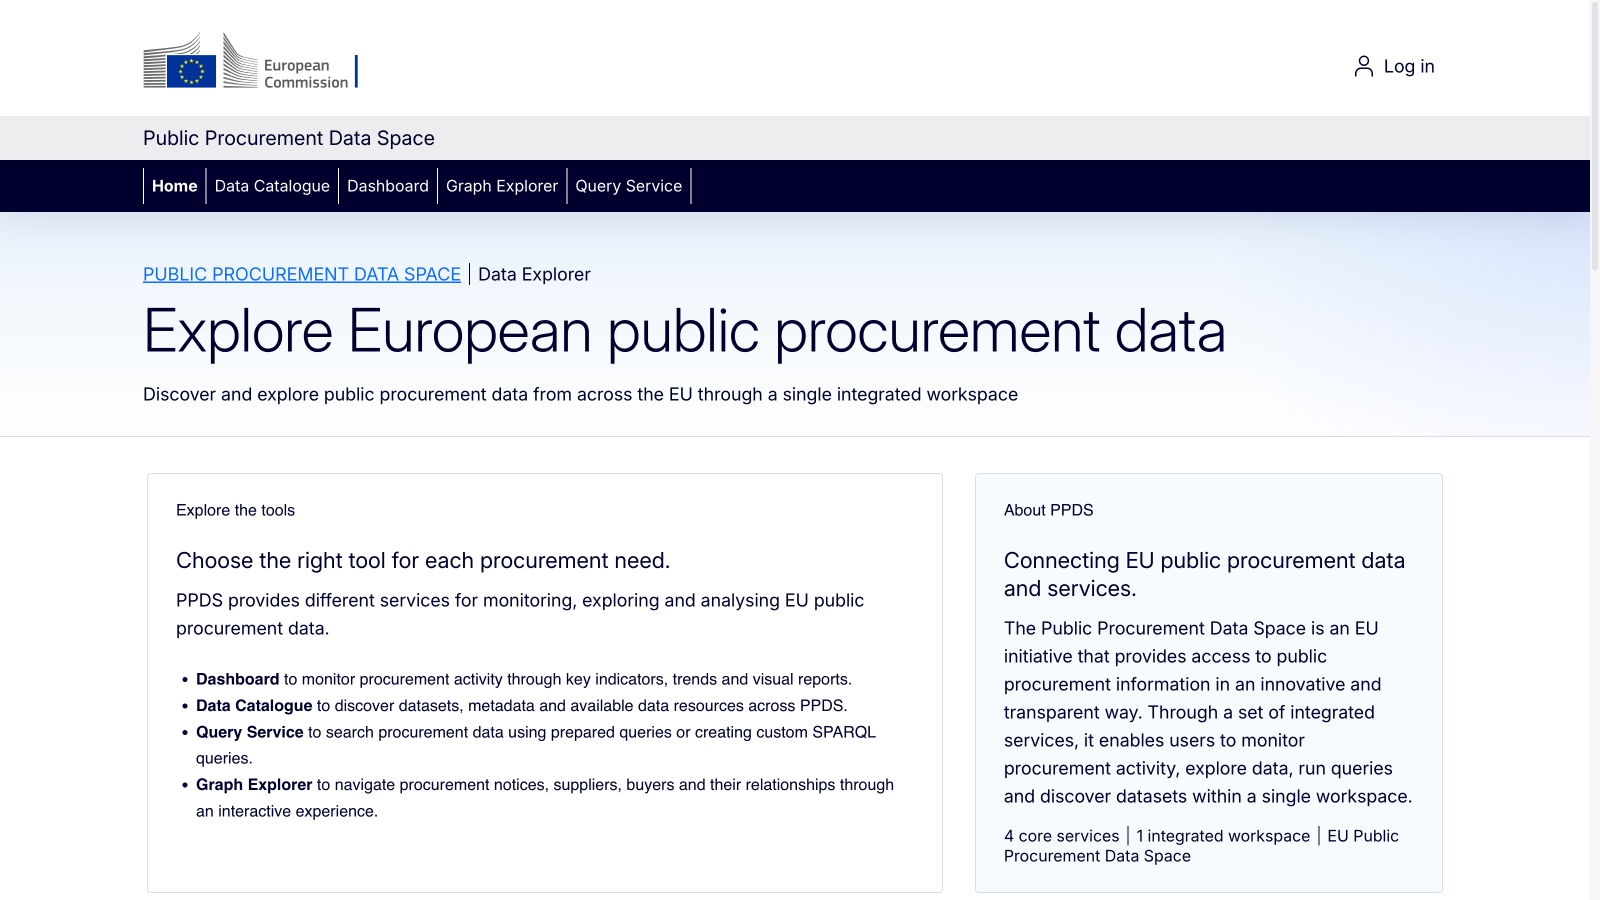 European
Commission
Log in
Public Procurement Data Space
Home
Data Catalogue
Dashboard
Graph Explorer
Query Service
PUBLIC PROCUREMENT DATA SPACE
Data Explorer
Explore European public procurement data
Discover and explore public procurement data from across the EU through a single integrated workspace
Explore the tools
Choose the right tool for each procurement need.
PPDS provides different services for monitoring, exploring and analysing EU public
procurement data.
• Dashboard to monitor procurement activity through key indicators, trends and visual reports.
• Data Catalogue to discover datasets, metadata and available data resources across PPDS.
• Query Service to search procurement data using prepared queries or creating custom SPARQL
queries.
• Graph Explorer to navigate procurement notices, suppliers, buyers and their relationships through
an interactive experience.
About PPDS
Connecting EU public procurement data
and services.
The Public Procurement Data Space is an EU
initiative that provides access to public
procurement information in an innovative and
transparent way. Through a set of integrated
services, it enables users to monitor
procurement activity, explore data, run queries
and discover datasets within a single workspace.
4 core services | 1 integrated workspace | EU Public
Procurement Data Space